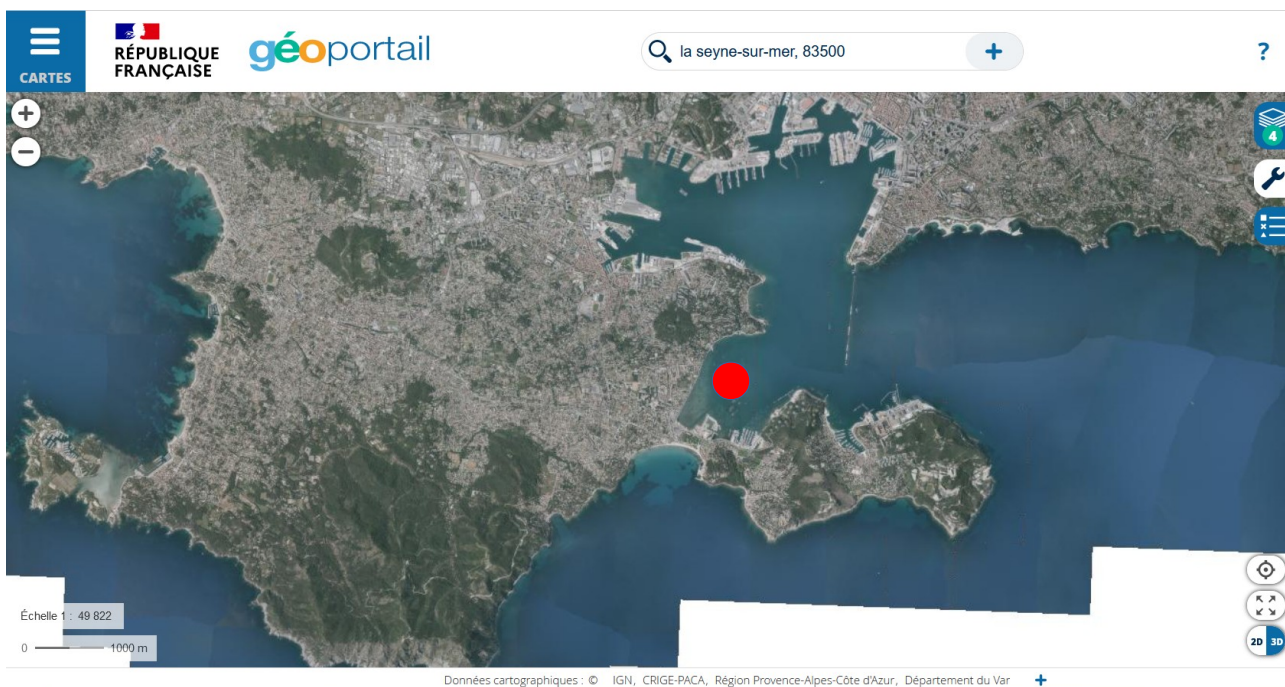 CARTES
RÉPUBLIQUE
FRANÇAISE
géoportail
la seyne-sur-mer, 83500
+
?
+
−
4
Échelle 1 : 49 822
0 1000 m
2D 3D
Données cartographiques : © IGN, CRIGE-PACA, Région Provence-Alpes-Côte d'Azur, Département du Var +